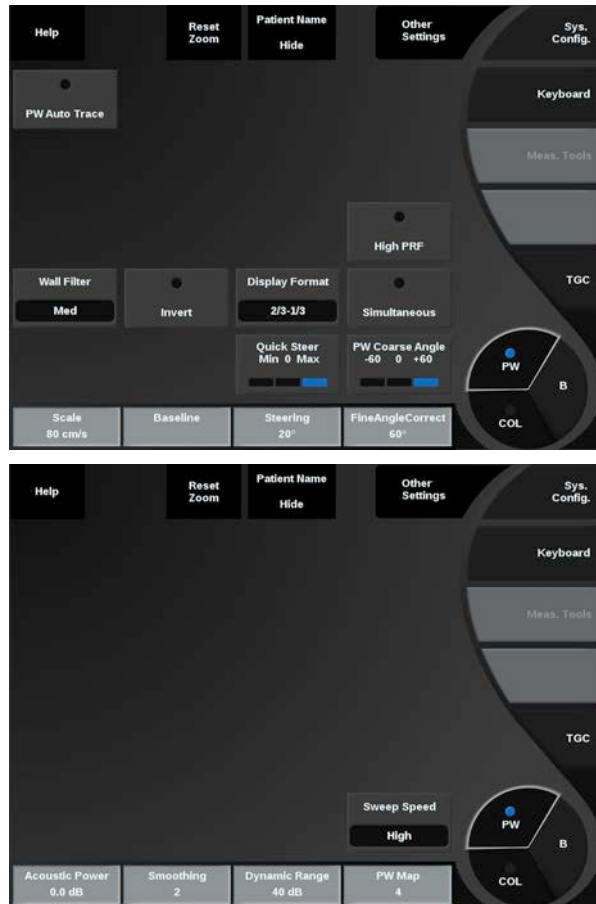 Help
Reset
Zoom
Patient Name
Hide
Other
Settings
Sys.
Config.
PW Auto Trace
Keyboard
Meas. Tools
High PRF
Wall Filter
Med
Invert
Display Format
2/3-1/3
Simultaneous
TGC
Quick Steer
Min 0 Max
PW Coarse Angle
-60 0 +60
PW
B
COL
Scale
80 cm/s
Baseline
Steering
20°
FineAngleCorrect
60°
Help
Reset
Zoom
Patient Name
Hide
Other
Settings
Sys.
Config.
Keyboard
Meas. Tools
TGC
Sweep Speed
High
PW
B
COL
Acoustic Power
0.0 dB
Smoothing
2
Dynamic Range
40 dB
PW Map
4